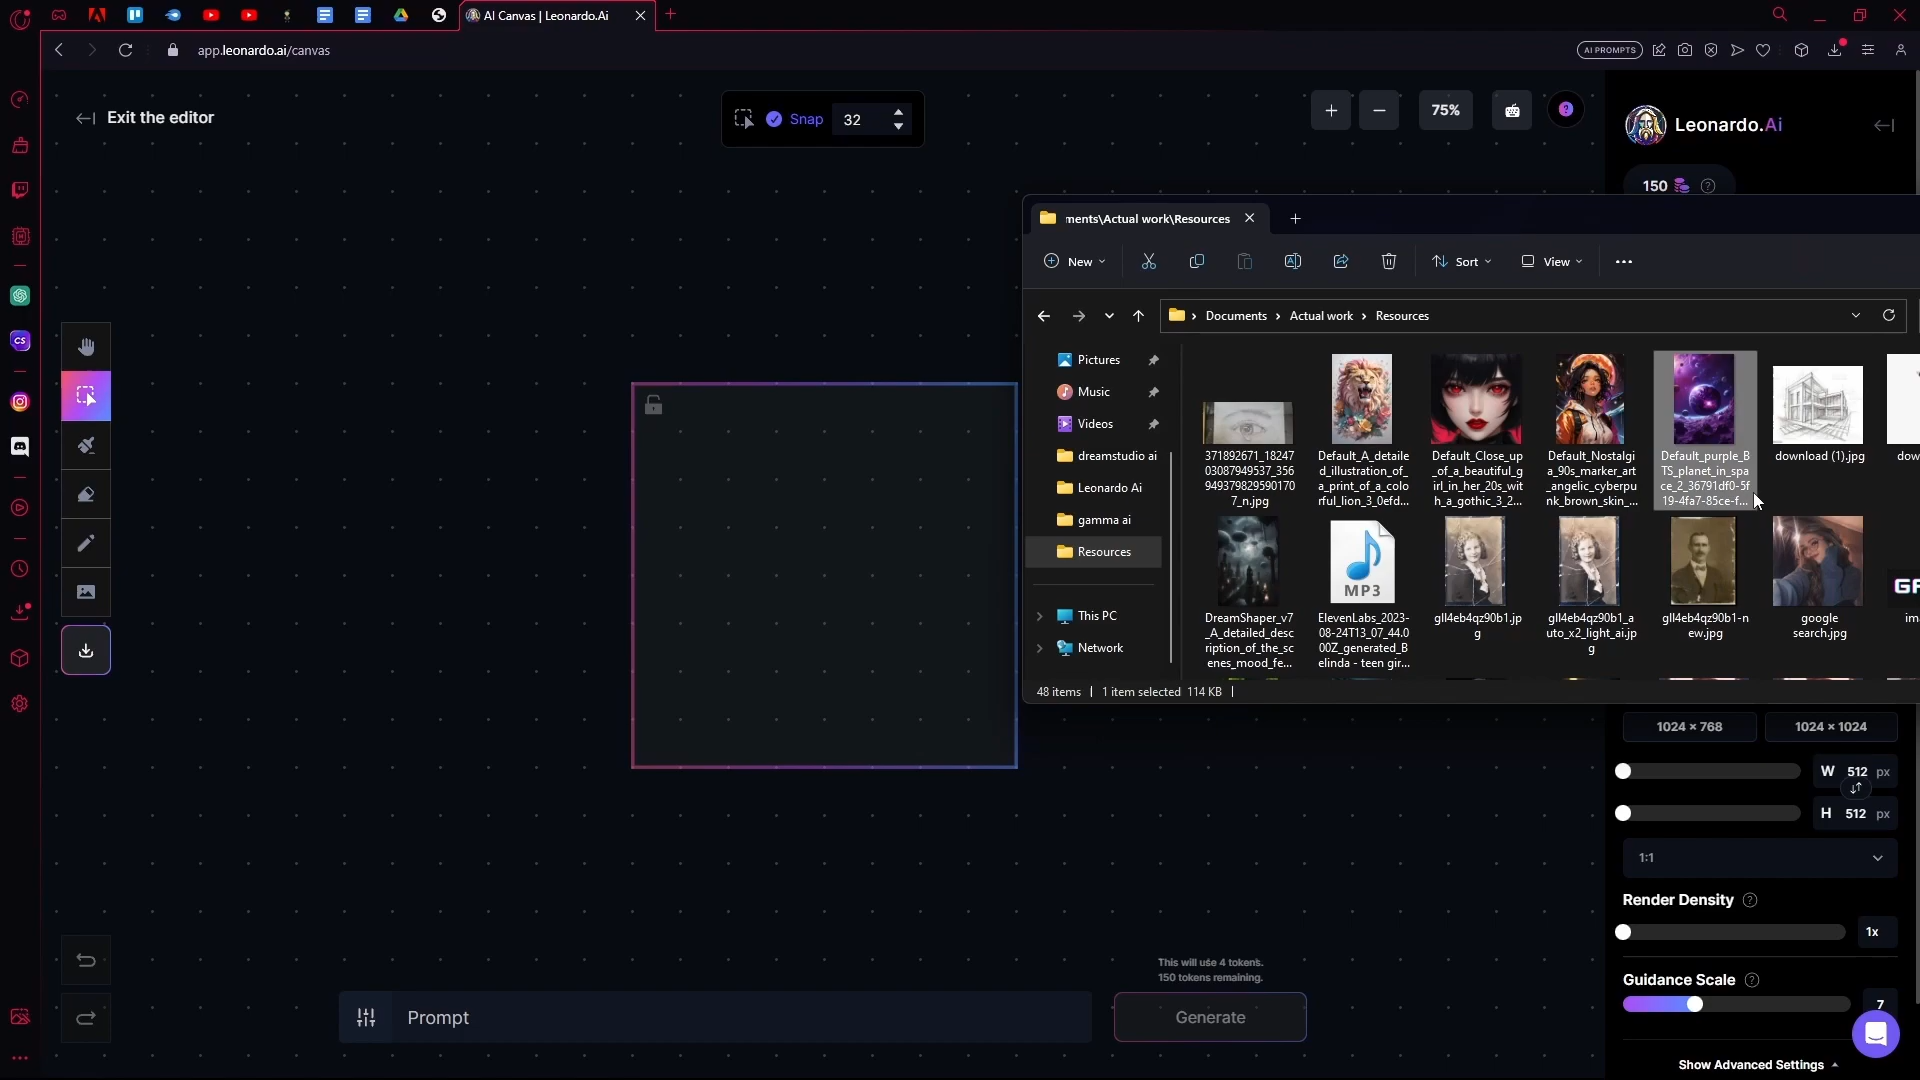 AI Canvas | Leonardo.Ai
app.leonardo.ai/canvas
AI PROMPTS
Exit the editor
Snap
32
75%
Leonardo.Ai
150
ments\Actual work\Resources
New
Sort
View
Documents
Actual work
Resources
Pictures
Music
Videos
dreamstudio ai
Leonardo Ai
gamma ai
Resources
This PC
Network
371892671_18247
03087949537_356
949379829590170
7_n.jpg
Default_A_detaile
d_illustration_of_
a_print_of_a_colo
rful_lion_3_0efd...
Default_Close_up
_of_a_beautiful_g
irl_in_her_20s_wit
h_a_gothic_3_2...
Default_Nostalgi
a_90s_marker_art
_angelic_cyberpu
nk_brown_skin_...
Default_purple_B
TS_planet_in_spa
ce_2_36791df0-5f
19-4fa7-85ce-f...
download (1).jpg
dow
DreamShaper_v7
_A_detailed_desc
ription_of_the_sc
enes_mood_fe...
MP3
ElevenLabs_2023-
08-24T13_07_44.0
00Z_generated_B
elinda - teen gir...
gll4eb4qz90b1.jp
g
gll4eb4qz90b1_a
uto_x2_light_ai.jp
g
gll4eb4qz90b1-n
ew.jpg
google
search.jpg
ima
48 items
1 item selected 114 KB
1024 × 768
1024 × 1024
W 512 px
H 512 px
1:1
Render Density
1x
Guidance Scale
7
Show Advanced Settings
This will use 4 tokens.
150 tokens remaining.
Prompt
Generate